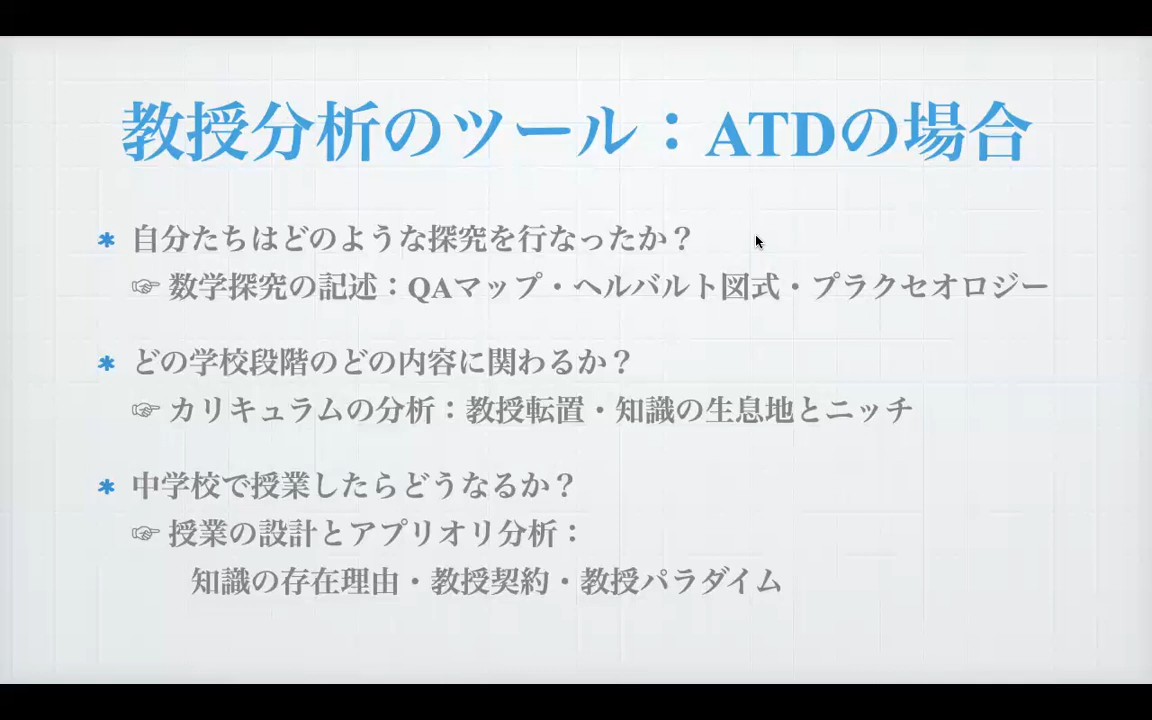 教授分析のツール：ATDの場合
* 自分たちはどのような探究を行なったか？
☞ 数学探究の記述：QAマップ・ヘルバルト図式・プラクセオロジー
* どの学校段階のどの内容に関わるか？
☞ カリキュラムの分析：教授転置・知識の生息地とニッチ
* 中学校で授業したらどうなるか？
☞ 授業の設計とアプリオリ分析：
知識の存在理由・教授契約・教授パラダイム